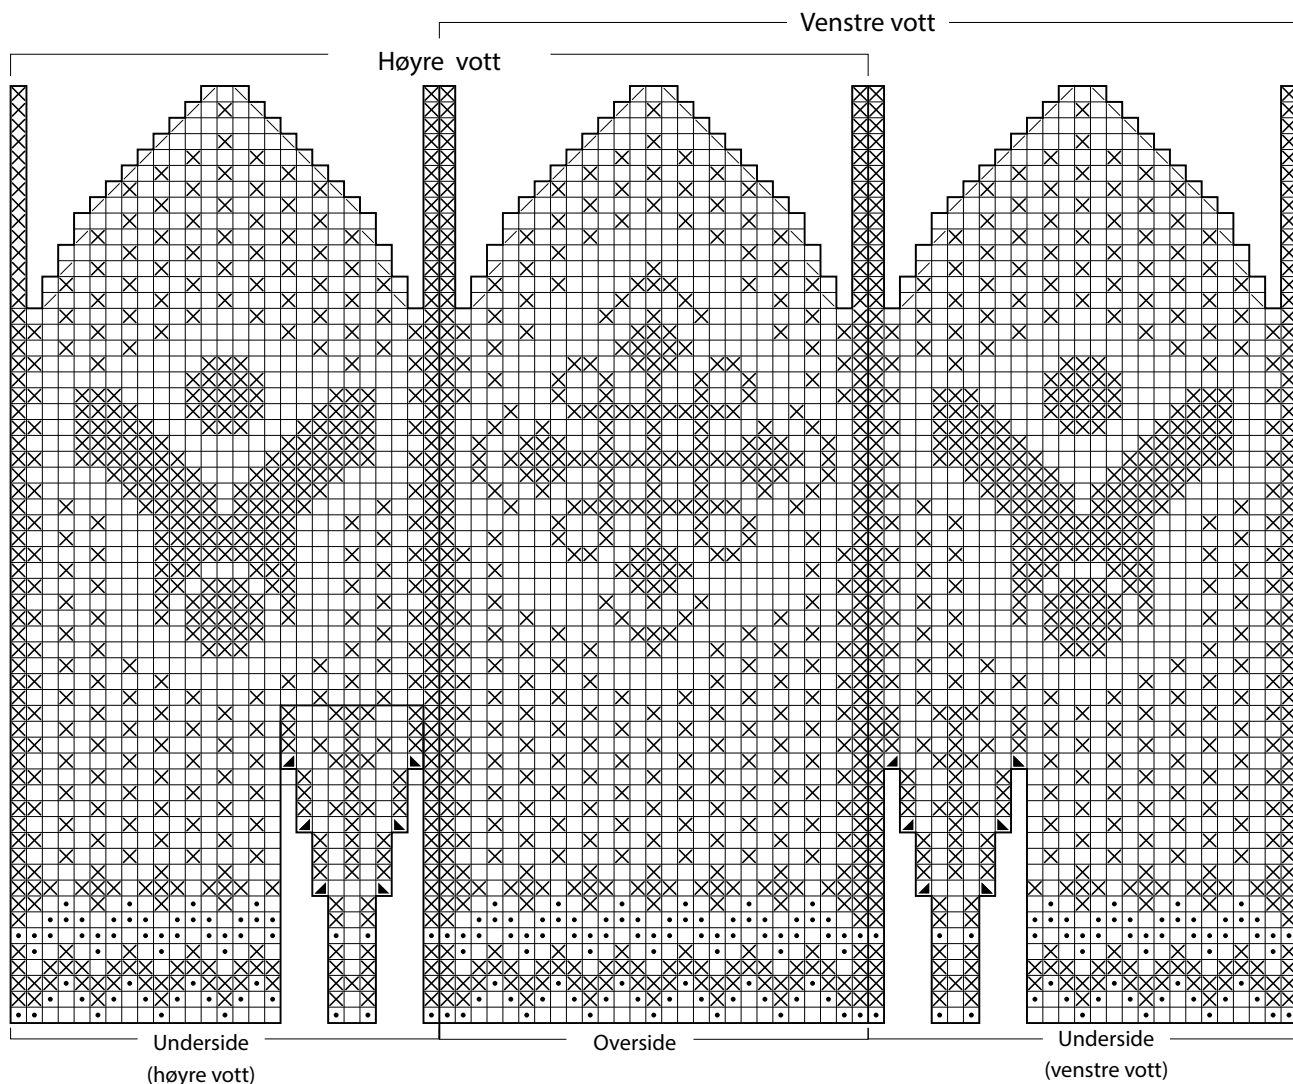 Venstre vott
Høyre vott
Underside
(høyre vott)
Overside
Underside
(venstre vott)